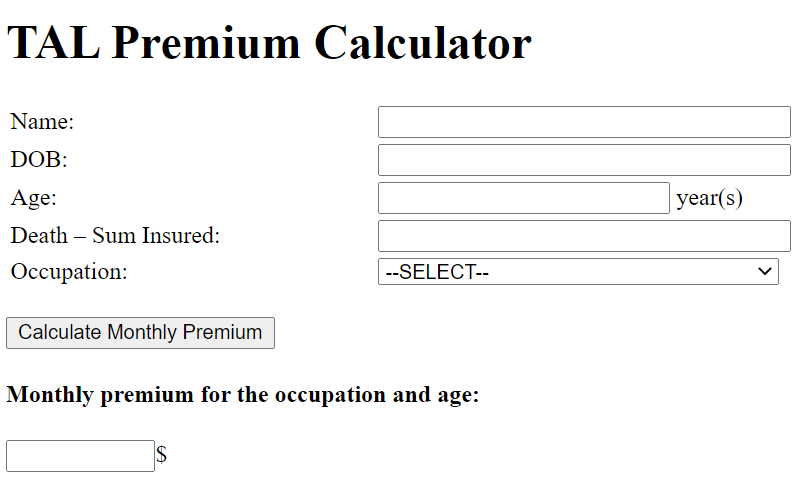 TAL Premium Calculator
Name:
DOB:
Age: year(s)
Death – Sum Insured:
Occupation: --SELECT--
Calculate Monthly Premium
Monthly premium for the occupation and age:
$